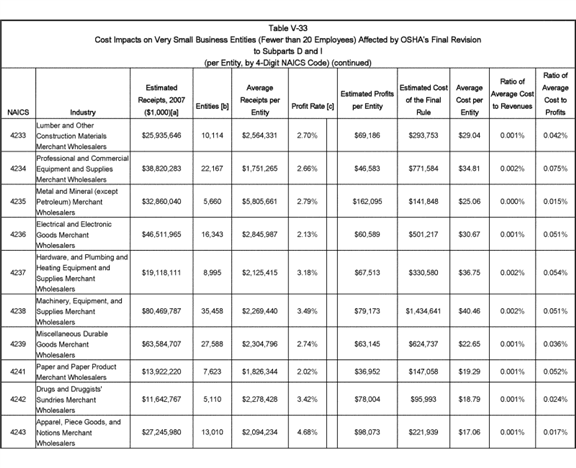 Table V-33
Cost Impacts on Very Small Business Entities (Fewer than 20 Employees) Affected by OSHA's Final Revision
to Subparts D and I
(per Entity, by 4-Digit NAICS Code) (continued)
NAICS Industry Estimated Receipts, 2007 ($1,000)[a] Entities [b] Average Receipts per Entity Profit Rate [c] Estimated Profits per Entity Estimated Cost of the Final Rule Average Cost per Entity Ratio of Average Cost to Revenues Ratio of Average Cost to Profits
4233 Lumber and Other Construction Materials Merchant Wholesalers $25,935,646 10,114 $2,564,331 2.70% $69,186 $293,753 $29.04 0.001% 0.042%
4234 Professional and Commercial Equipment and Supplies Merchant Wholesalers $38,820,283 22,167 $1,751,265 2.66% $46,583 $771,584 $34.81 0.002% 0.075%
4235 Metal and Mineral (except Petroleum) Merchant Wholesalers $32,860,040 5,660 $5,805,661 2.79% $162,095 $141,848 $25.06 0.000% 0.015%
4236 Electrical and Electronic Goods Merchant Wholesalers $46,511,965 16,343 $2,845,987 2.13% $60,589 $501,217 $30.67 0.001% 0.051%
4237 Hardware, and Plumbing and Heating Equipment and Supplies Merchant Wholesalers $19,118,111 8,995 $2,125,415 3.18% $67,513 $330,580 $36.75 0.002% 0.054%
4238 Machinery, Equipment, and Supplies Merchant Wholesalers $80,469,787 35,458 $2,269,440 3.49% $79,173 $1,434,641 $40.46 0.002% 0.051%
4239 Miscellaneous Durable Goods Merchant Wholesalers $63,584,707 27,588 $2,304,796 2.74% $63,145 $624,737 $22.65 0.001% 0.036%
4241 Paper and Paper Product Merchant Wholesalers $13,922,220 7,623 $1,826,344 2.02% $36,952 $147,058 $19.29 0.001% 0.052%
4242 Drugs and Druggists' Sundries Merchant Wholesalers $11,642,767 5,110 $2,278,428 3.42% $78,004 $95,993 $18.79 0.001% 0.024%
4243 Apparel, Piece Goods, and Notions Merchant Wholesalers $27,245,980 13,010 $2,094,234 4.68% $98,073 $221,939 $17.06 0.001% 0.017%